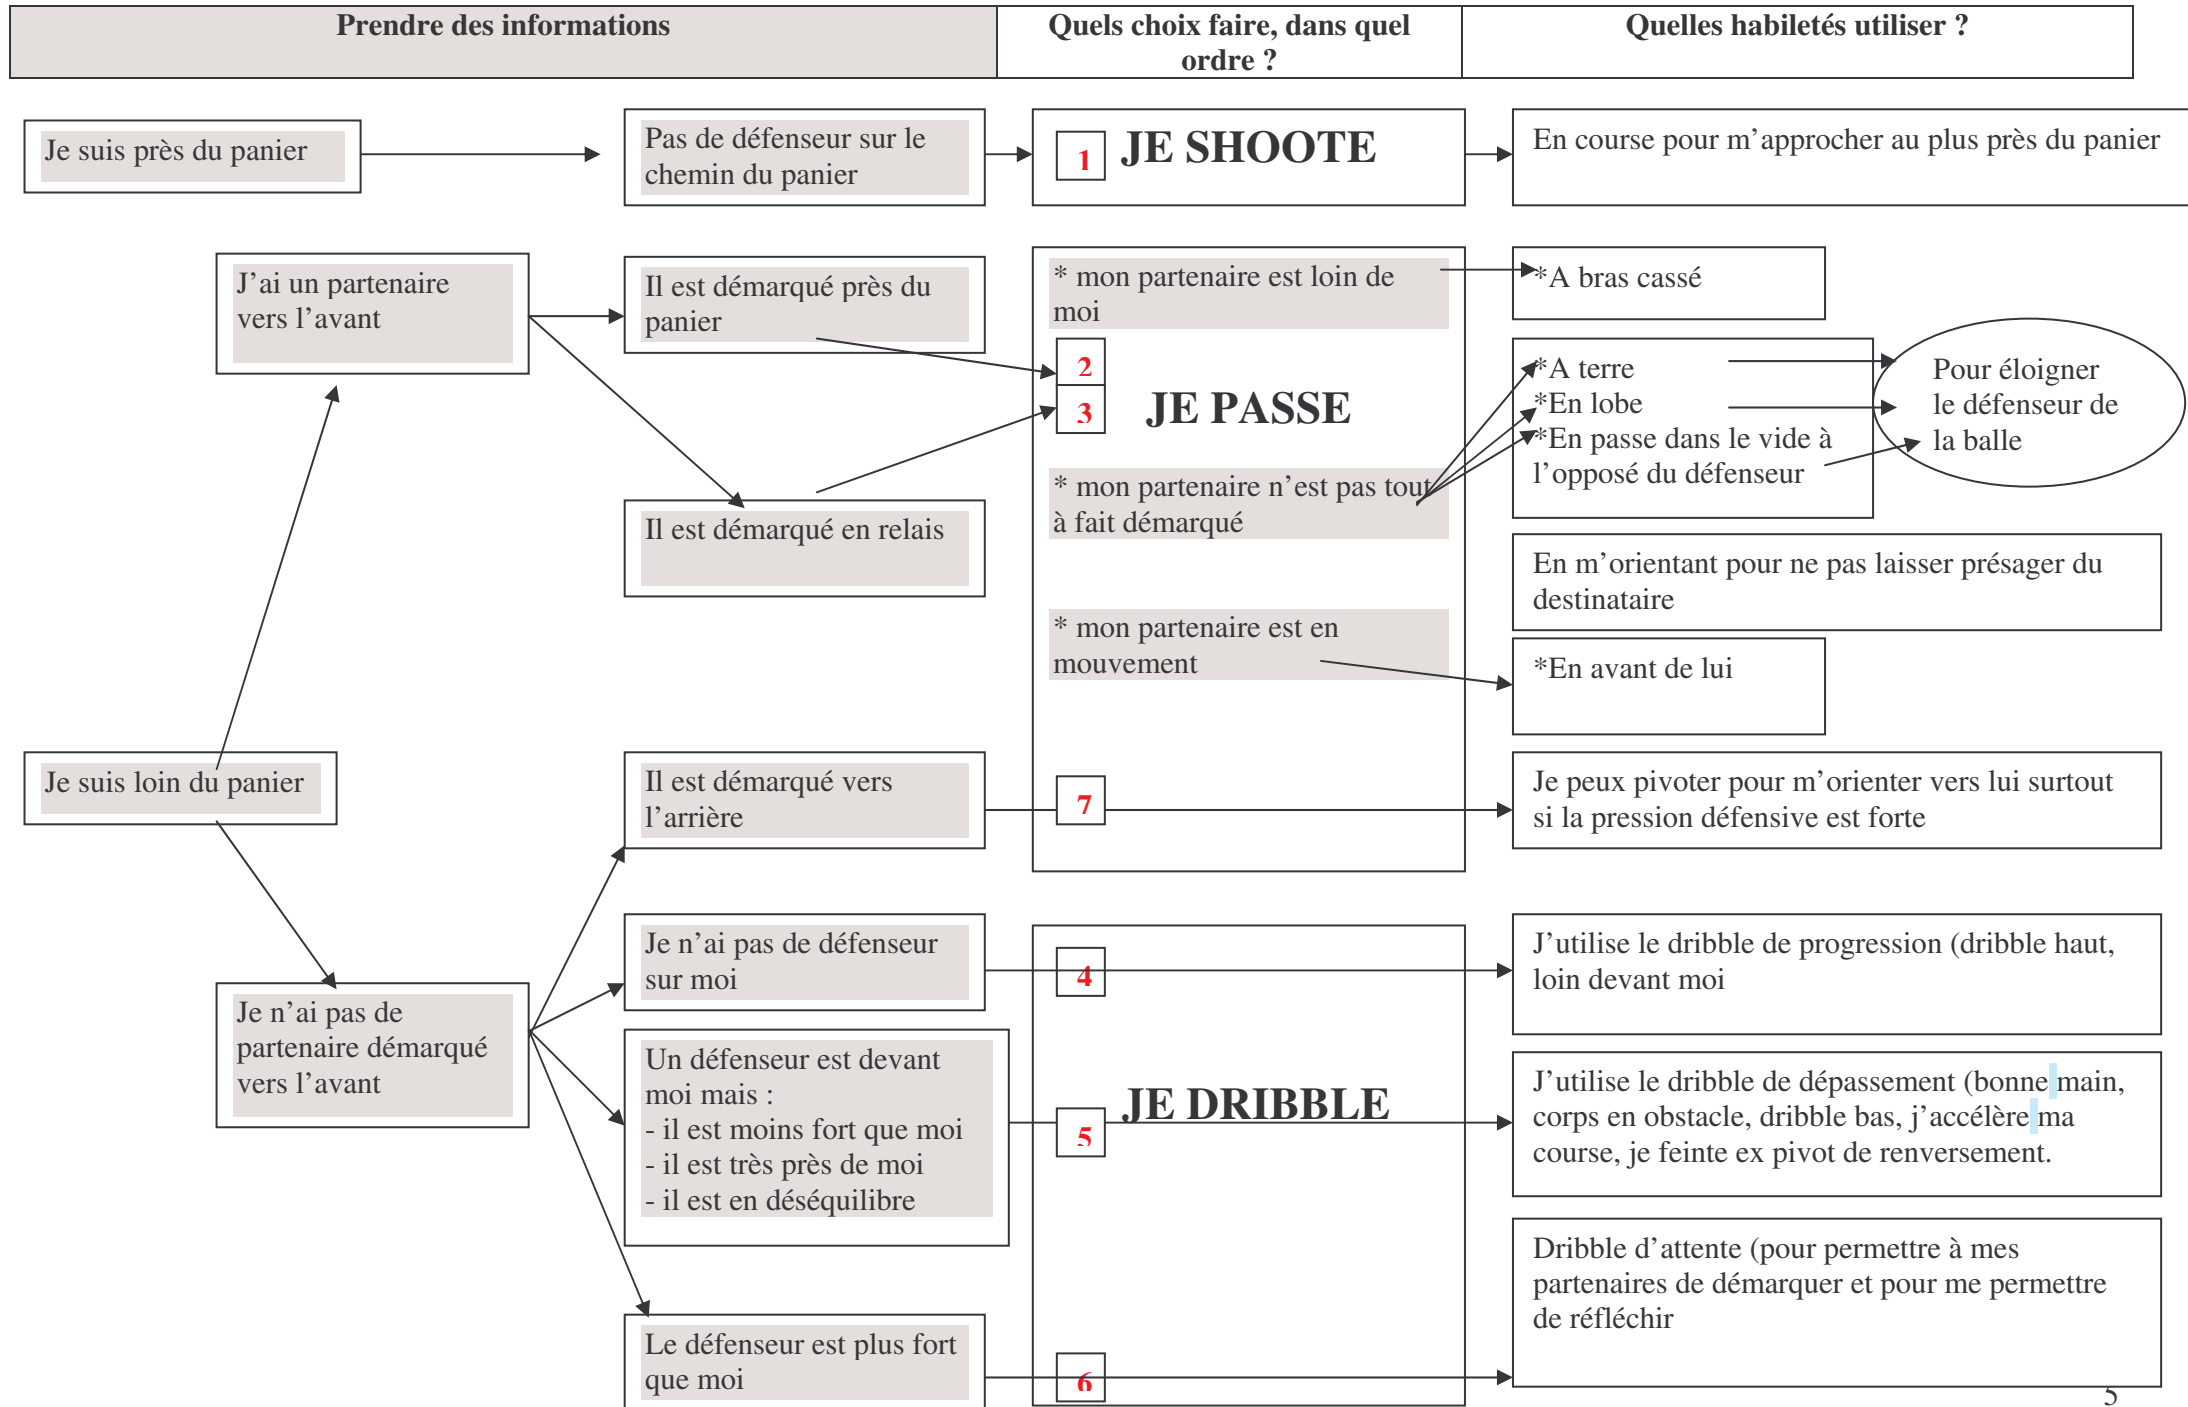 Prendre des informations
Quels choix faire, dans quel
ordre ?
Quelles habiletés utiliser ?
Je suis près du panier
Pas de défenseur sur le
chemin du panier
1
JE SHOOTE
En course pour m’approcher au plus près du panier
J’ai un partenaire
vers l’avant
Il est démarqué près du
panier
Il est démarqué en relais
* mon partenaire est loin de
moi
2
3
JE PASSE
* mon partenaire n’est pas tout
à fait démarqué
* mon partenaire est en
mouvement
*A bras cassé
*A terre
*En lobe
*En passe dans le vide à
l’opposé du défenseur
Pour éloigner
le défenseur de
la balle
En m’orientant pour ne pas laisser présager du
destinataire
*En avant de lui
Je suis loin du panier
Il est démarqué vers
l’arrière
7
Je peux pivoter pour m’orienter vers lui surtout
si la pression défensive est forte
Je n’ai pas de
partenaire démarqué
vers l’avant
Je n’ai pas de défenseur
sur moi
4
J’utilise le dribble de progression (dribble haut,
loin devant moi
Un défenseur est devant
moi mais :
- il est moins fort que moi
- il est très près de moi
- il est en déséquilibre
JE DRIBBLE
5
J’utilise le dribble de dépassement (bonne main,
corps en obstacle, dribble bas, j’accélère ma
course, je feinte ex pivot de renversement.
Le défenseur est plus fort
que moi
6
Dribble d’attente (pour permettre à mes
partenaires de démarquer et pour me permettre
de réfléchir
5